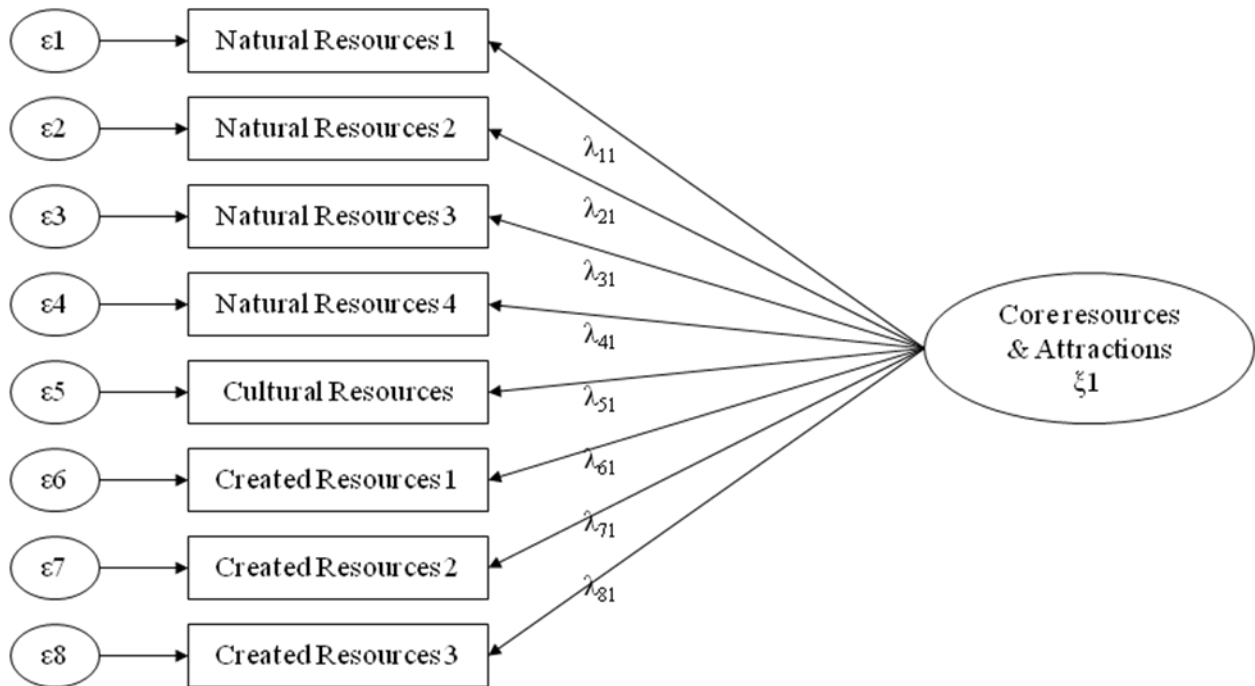 ε1
Natural Resources 1
ε2
Natural Resources 2
λ11
ε3
Natural Resources 3
λ21
λ31
ε4
Natural Resources 4
λ41
Core resources
& Attractions
ξ1
ε5
Cultural Resources
λ51
ε6
Created Resources 1
λ61
λ71
ε7
Created Resources 2
λ81
ε8
Created Resources 3